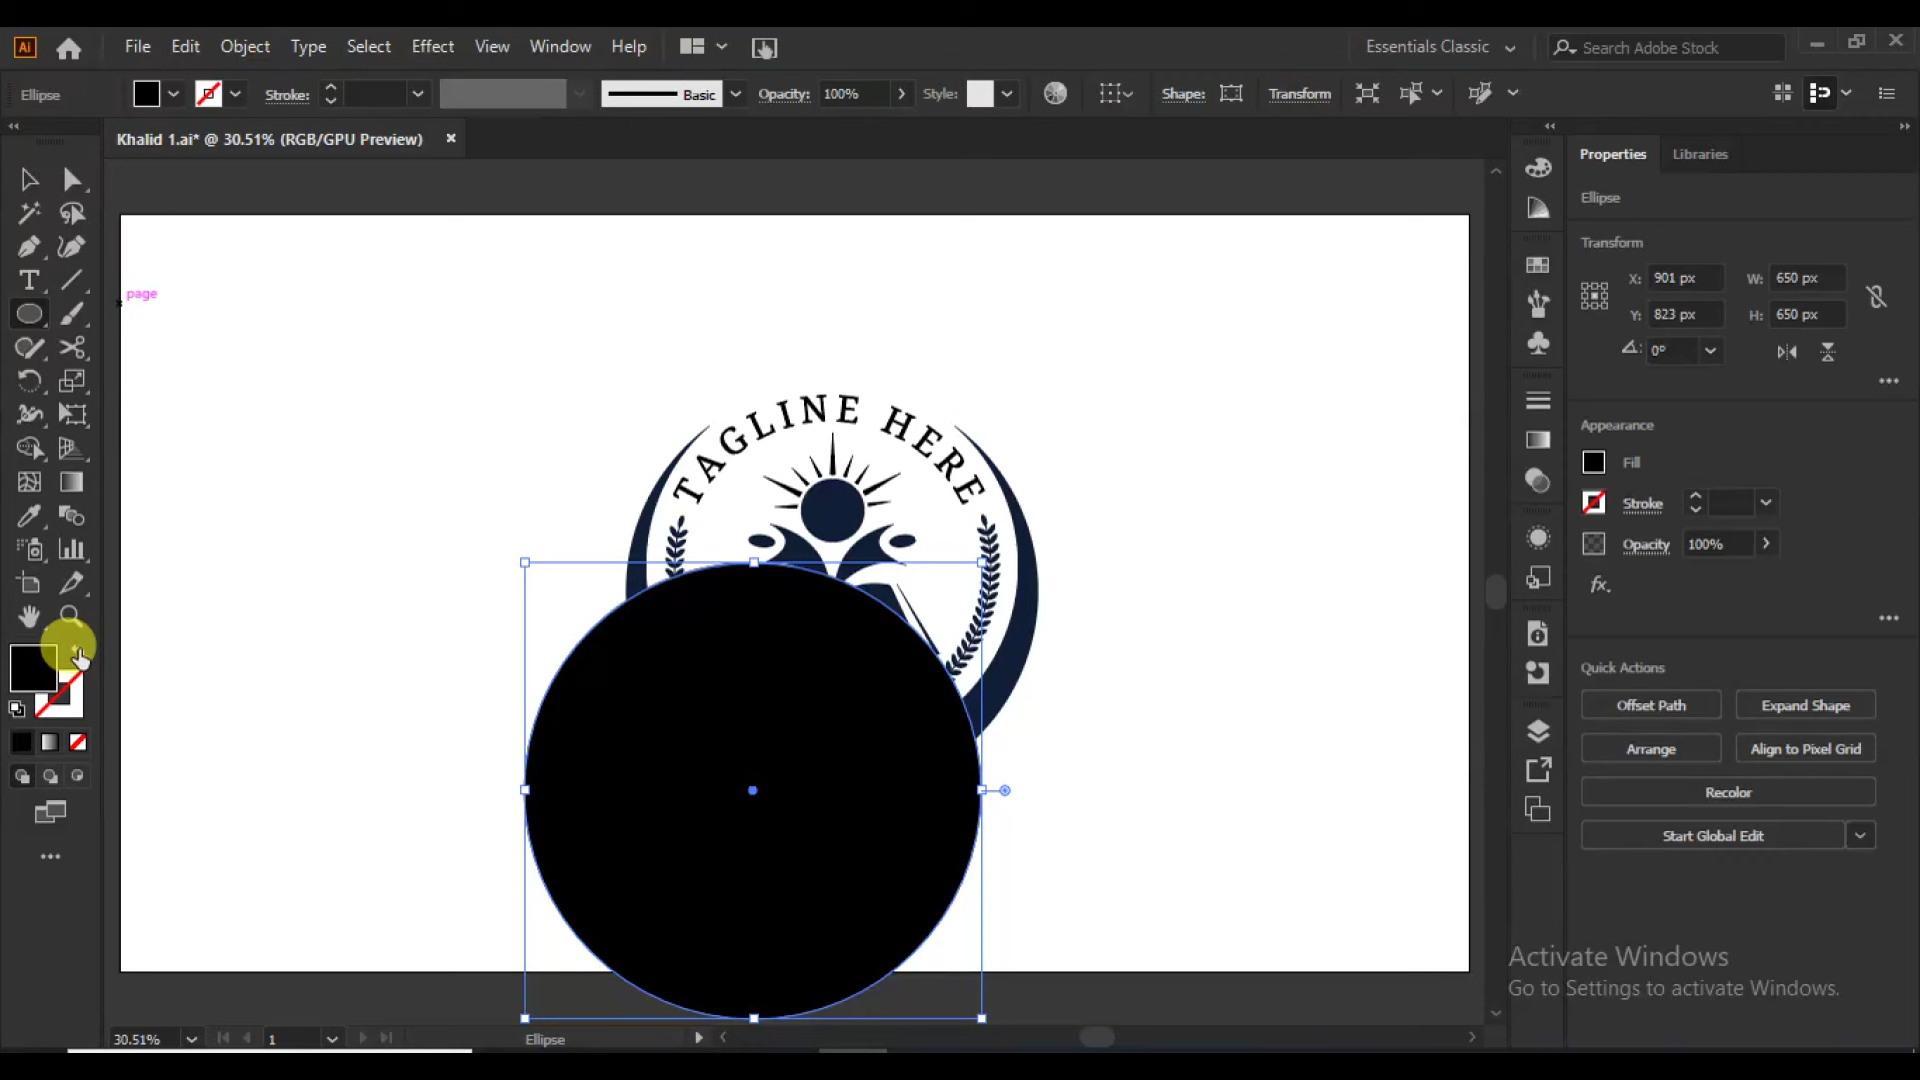 Ai File Edit Object Type Select Effect View Window Help Essentials Classic Search Adobe Stock
Ellipse Stroke: Basic Opacity: 100% Style: Shape: Transform
Khalid 1.ai* @ 30.51% (RGB/GPU Preview)
Properties Libraries
Ellipse
Transform
X: 901 px W: 650 px
Y: 823 px H: 650 px
0°
Appearance
Fill
Stroke
Opacity 100%
fx.
Quick Actions
Offset Path Expand Shape
Arrange Align to Pixel Grid
Recolor
Start Global Edit
page
TAGLINE HERE
Activate Windows
Go to Settings to activate Windows.
30.51% 1 Ellipse